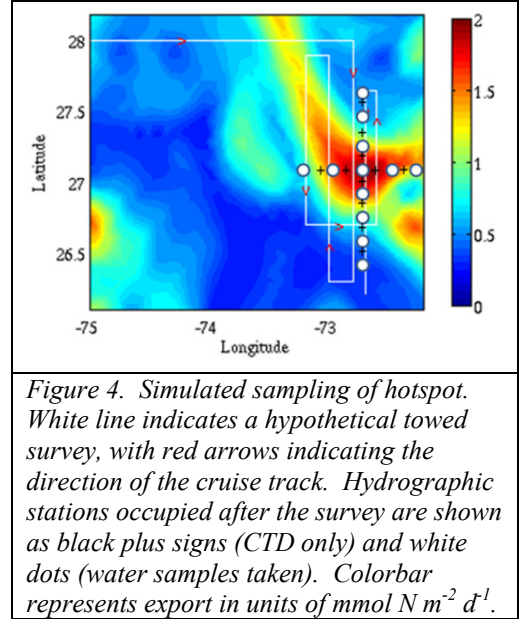 28
27.5
27
26.5
Latitude
-75
-74
-73
Longitude
2
1.5
1
0.5
0
Figure 4. Simulated sampling of hotspot.
White line indicates a hypothetical towed
survey, with red arrows indicating the
direction of the cruise track. Hydrographic
stations occupied after the survey are shown
as black plus signs (CTD only) and white
dots (water samples taken). Colorbar
represents export in units of mmol N m⁻² d⁻¹.